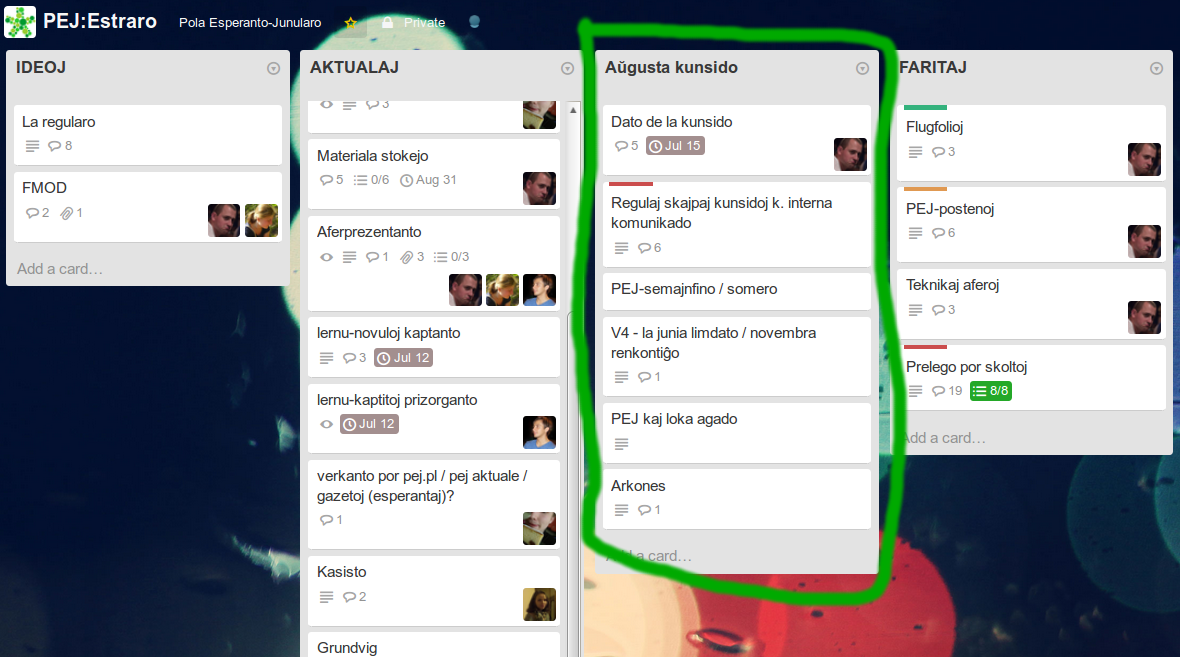 PEJ:Estraro Pola Esperanto-Junularo Private
IDEOJ
La regularo
8
FMOD
2 1
Add a card…
AKTUALAJ
3
Materiala stokejo
5 0/6 Aug 31
Aferprezentanto
1 3 0/3
lernu-novuloj kaptanto
3 Jul 12
lernu-kaptitoj prizorganto
Jul 12
verkanto por pej.pl / pej aktuale /
gazetoj (esperantaj)?
1
Kasisto
2
Grundvig
Aŭgusta kunsido
Dato de la kunsido
5 Jul 15
Regulaj skajpaj kunsidoj k. interna
komunikado
6
PEJ-semajnfino / somero
V4 - la junia limdato / novembra
renkontiĝo
1
PEJ kaj loka agado
Arkones
1
Add a card…
FARITAJ
Flugfolioj
3
PEJ-postenoj
6
Teknikaj aferoj
3
Prelego por skoltoj
19 8/8
Add a card…